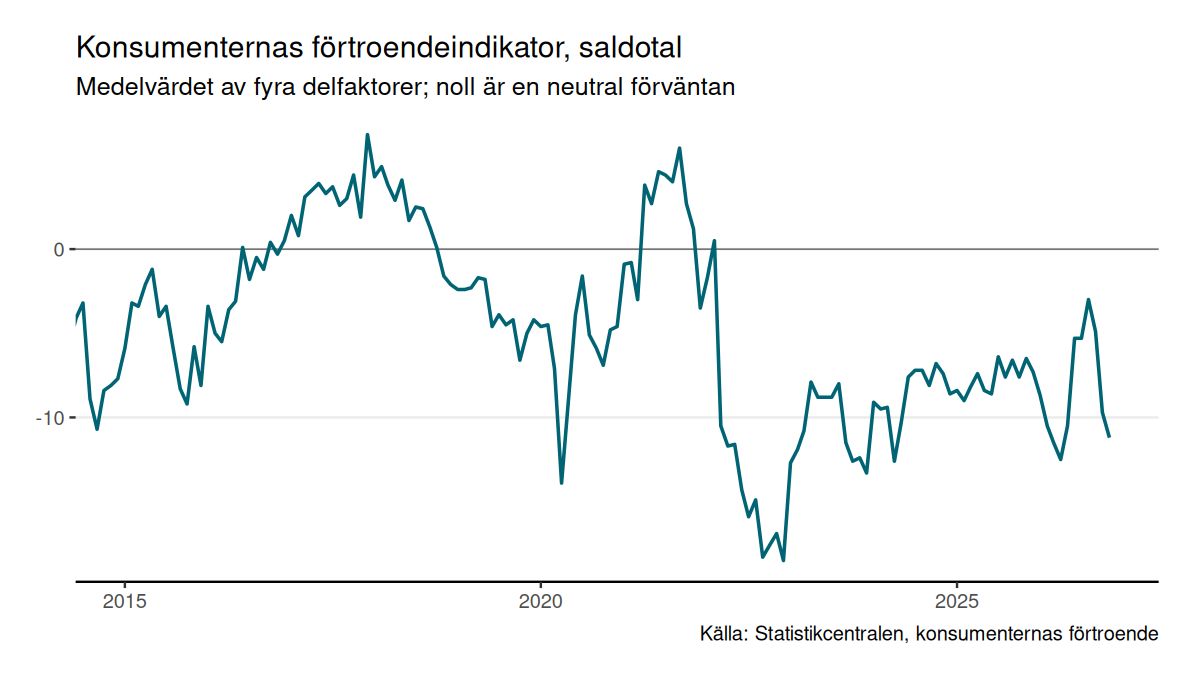 Konsumenternas förtroendeindikator, saldotal
Medelvärdet av fyra delfaktorer; noll är en neutral förväntan
0
-10
2015
2020
2025
Källa: Statistikcentralen, konsumenternas förtroende